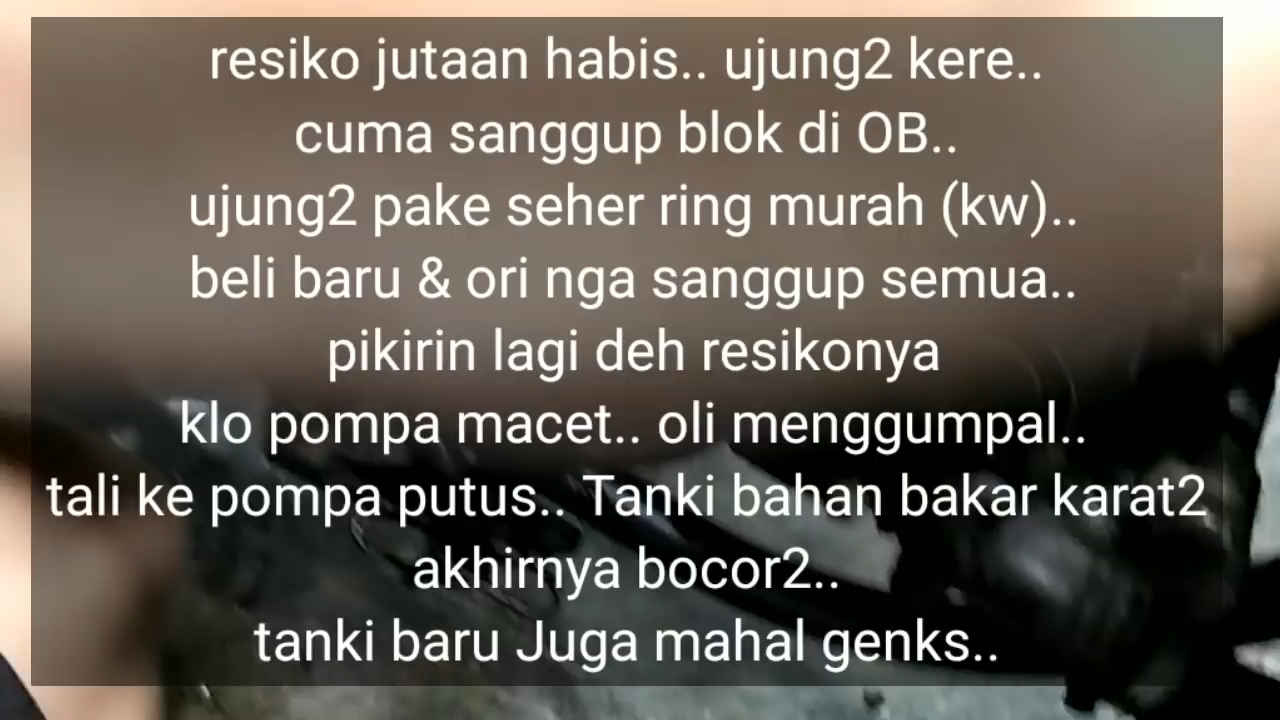 resiko jutaan habis.. ujung2 kere..
cuma sanggup blok di OB..
ujung2 pake seher ring murah (kw)..
beli baru & ori nga sanggup semua..
pikirin lagi deh resikonya
klo pompa macet.. oli menggumpal..
tali ke pompa putus.. Tanki bahan bakar karat2
akhirnya bocor2..
tanki baru Juga mahal genks..